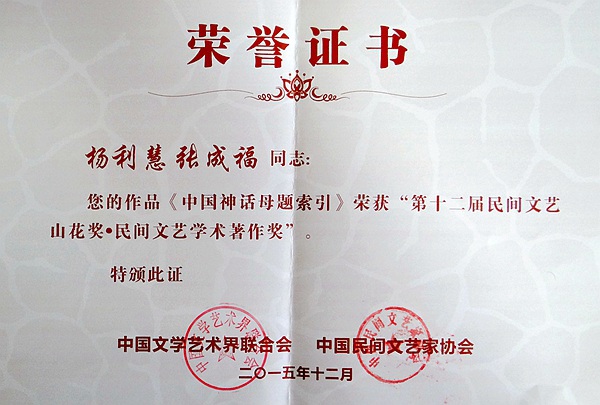 荣誉证书
杨利慧张成福 同志:
您的作品《中国神话母题索引》荣获“第十二届民间文艺
山花奖•民间文艺学术著作奖”。
特颁此证
中国文学艺术界联合会 中国民间文艺家协会
二〇一五年十二月